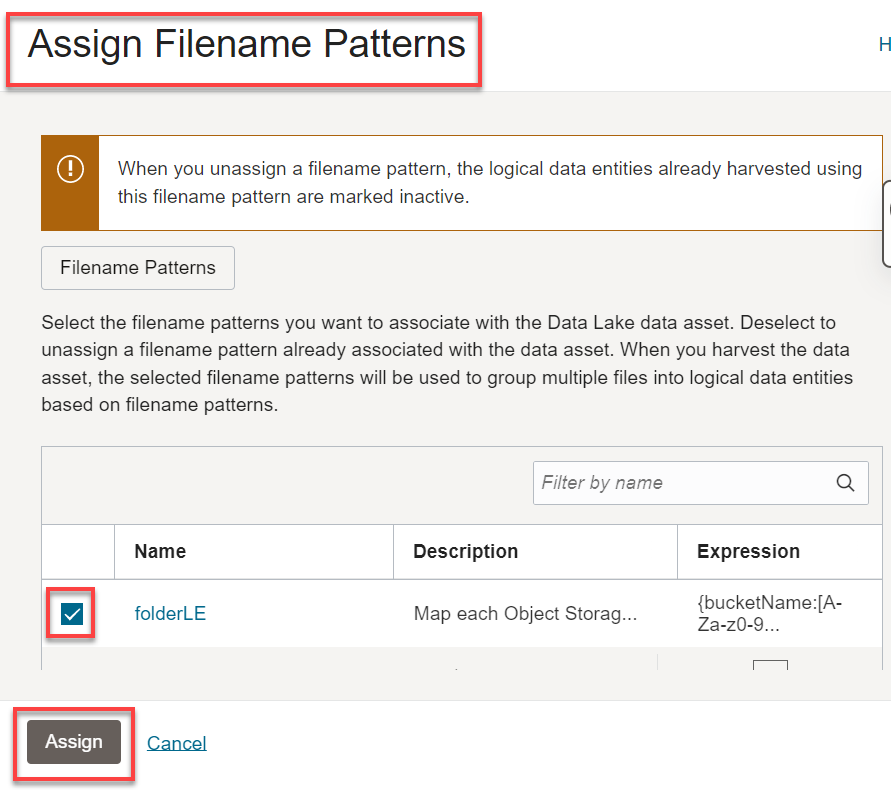 Assign Filename Patterns
H
When you unassign a filename pattern, the logical data entities already harvested using
this filename pattern are marked inactive.
Filename Patterns
Select the filename patterns you want to associate with the Data Lake data asset. Deselect to
unassign a filename pattern already associated with the data asset. When you harvest the data
asset, the selected filename patterns will be used to group multiple files into logical data entities
based on filename patterns.
Filter by name
Name Description Expression
folderLE Map each Object Storag... {bucketName:[A-
Za-z0-9...
Assign Cancel